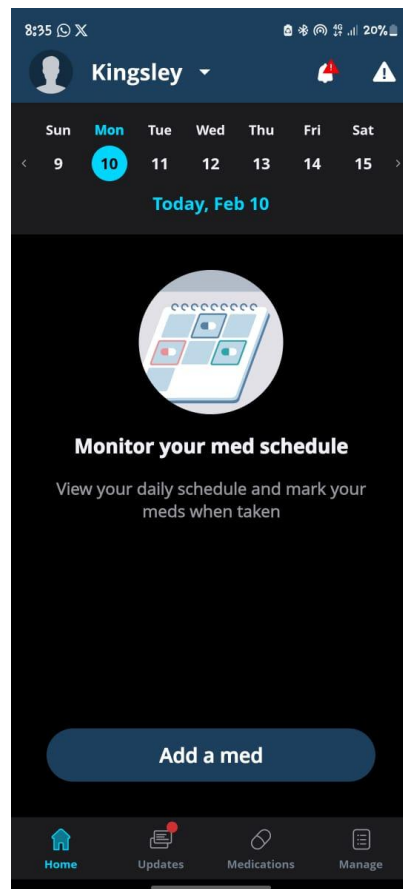 8:35 20%
Kingsley
Sun Mon Tue Wed Thu Fri Sat
9 10 11 12 13 14 15
Today, Feb 10
Monitor your med schedule
View your daily schedule and mark your
meds when taken
Add a med
Home Updates Medications Manage